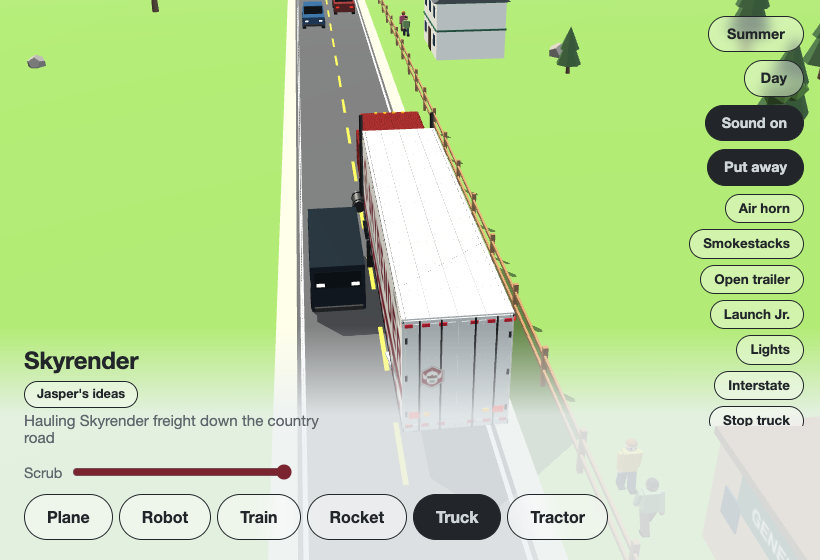 Summer
Day
Sound on
Put away
Air horn
Smokestacks
Open trailer
Launch Jr.
Lights
Interstate
Stop truck
Skyrender
Jasper's ideas
Hauling Skyrender freight down the country
road
Scrub
Plane
Robot
Train
Rocket
Truck
Tractor